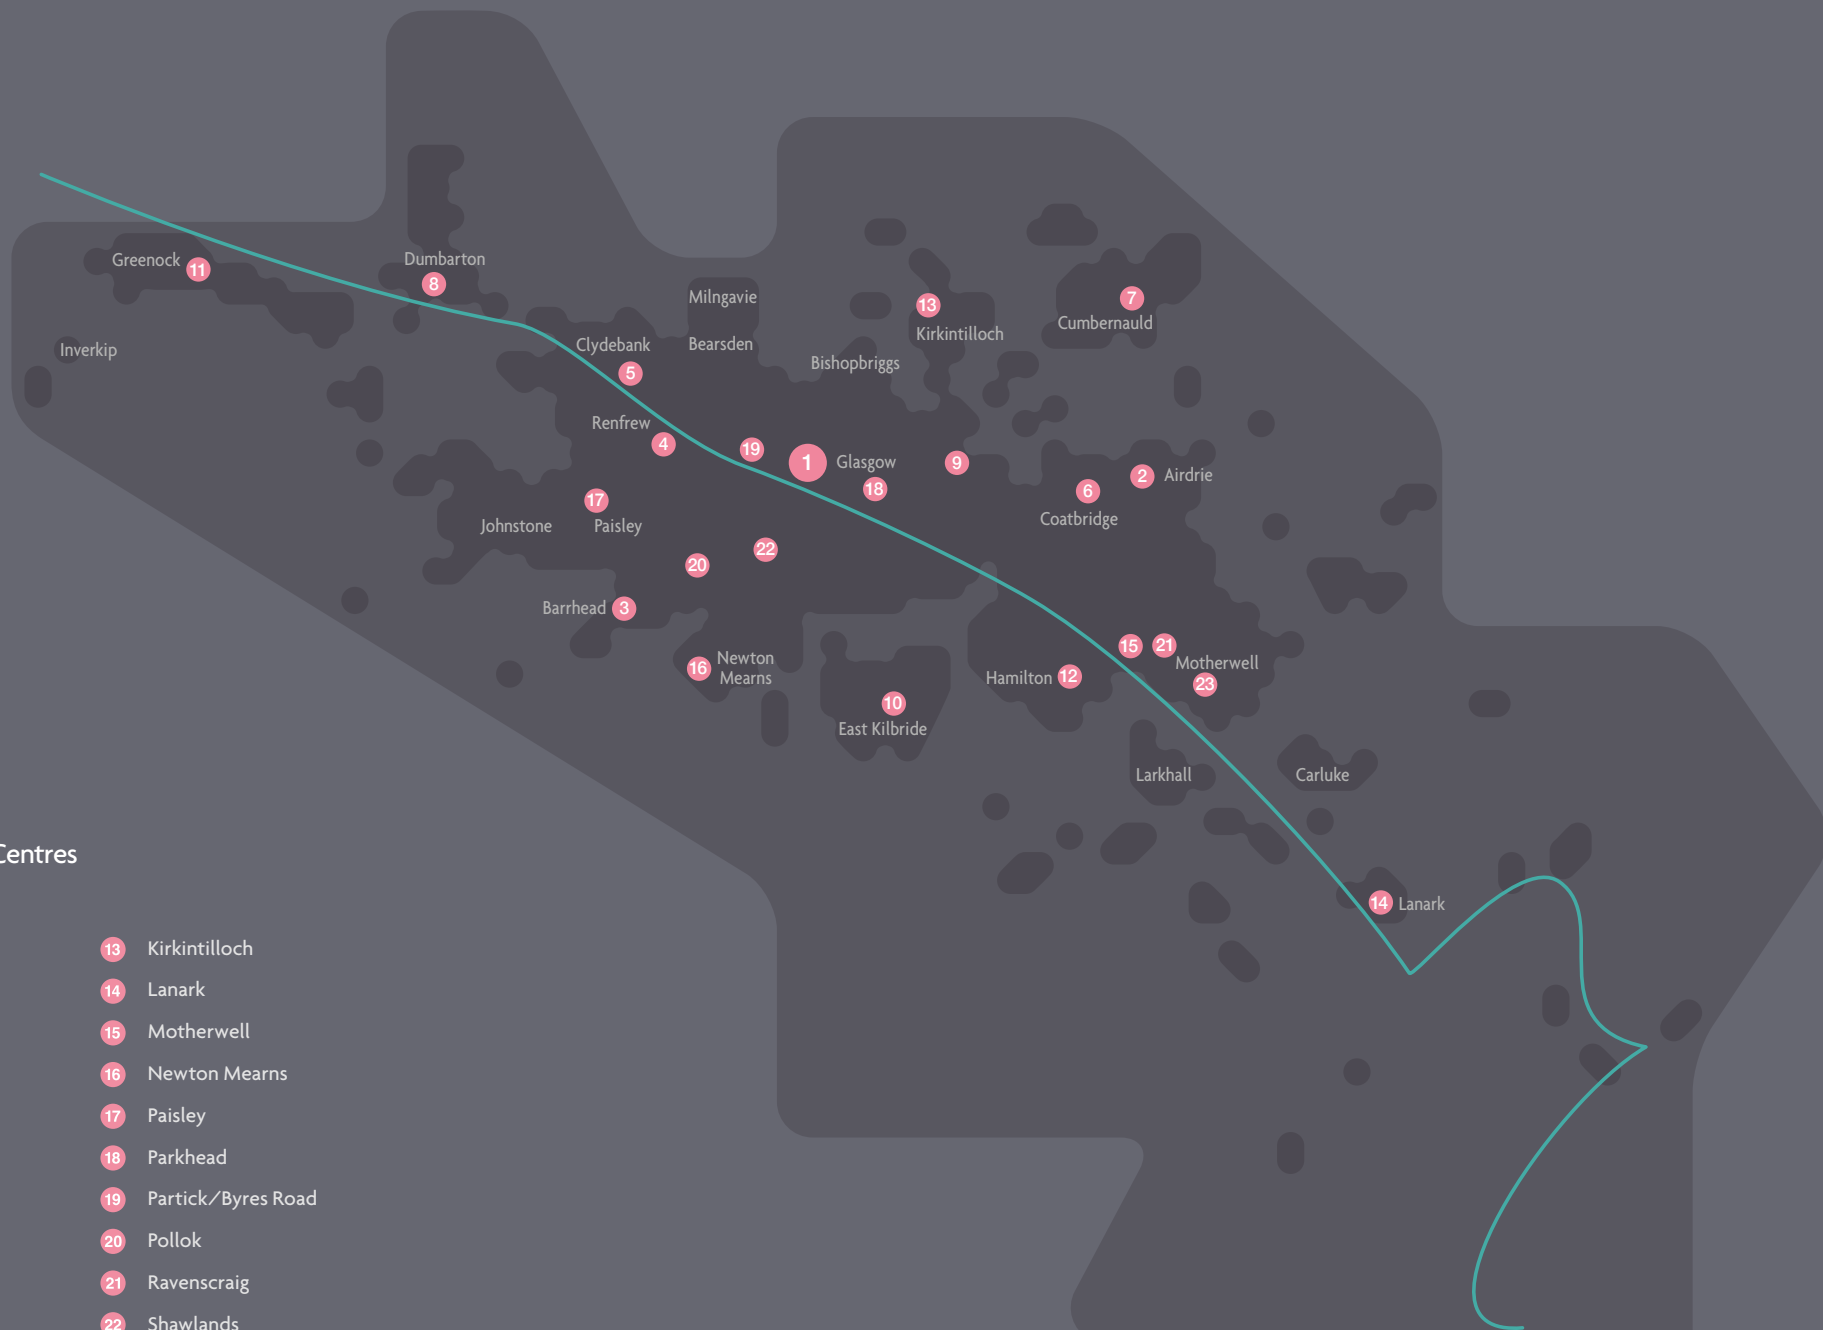 Greenock
11
Dumbarton
8
Milngavie
13
Kirkintilloch
7
Cumbernauld
Inverkip
Clydebank
5
Bearsden
Bishopbriggs
Renfrew
4
19
1
Glasgow
9
18
6
Coatbridge
2
Airdrie
17
Johnstone
Paisley
22
20
Barrhead
3
16
Newton
Mearns
10
East Kilbride
Hamilton
12
15
21
Motherwell
23
Larkhall
Carluke
14
Lanark
Centres
13 Kirkintilloch
14 Lanark
15 Motherwell
16 Newton Mearns
17 Paisley
18 Parkhead
19 Partick/Byres Road
20 Pollok
21 Ravenscraig
22 Shawlands